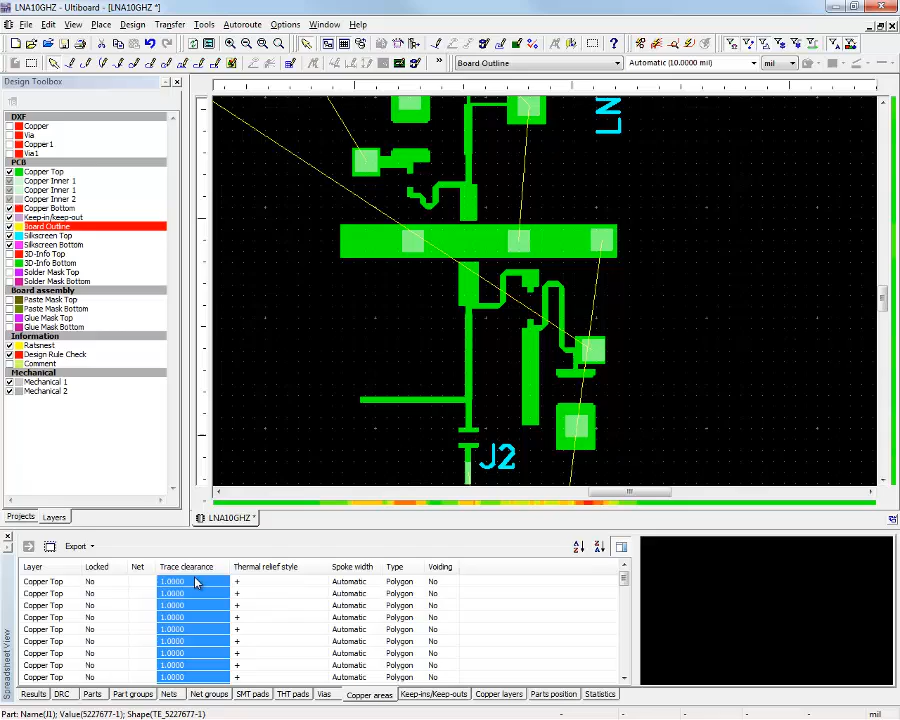 LNA10GHZ * - Ultiboard - [LNA10GHZ *]
File Edit View Place Design Transfer Tools Autoroute Options Window Help
Board Outline Automatic (10.0000 mil) mil
Design Toolbox
DXF
Copper
Via
Copper1
Via1
PCB
Copper Top
Copper Inner 1
Copper Inner 1
Copper Inner 2
Copper Bottom
Keep-in/keep-out
Board Outline
Silkscreen Top
Silkscreen Bottom
3D-Info Top
3D-Info Bottom
Solder Mask Top
Solder Mask Bottom
Board assembly
Paste Mask Top
Paste Mask Bottom
Glue Mask Top
Glue Mask Bottom
Information
Ratsnest
Design Rule Check
Comment
Mechanical
Mechanical 1
Mechanical 2
Projects Layers
LN
J2
LNA10GHZ *
Spreadsheet View
Export
Layer Locked Net Trace clearance Thermal relief style Spoke width Type Voiding
Copper Top No 1.0000 + Automatic Polygon No
Copper Top No 1.0000 + Automatic Polygon No
Copper Top No 1.0000 + Automatic Polygon No
Copper Top No 1.0000 + Automatic Polygon No
Copper Top No 1.0000 + Automatic Polygon No
Copper Top No 1.0000 + Automatic Polygon No
Copper Top No 1.0000 + Automatic Polygon No
Copper Top No 1.0000 + Automatic Polygon No
Copper Top No 1.0000 + Automatic Polygon No
Results DRC Parts Part groups Nets Net groups SMT pads THT pads Vias Copper areas Keep-ins/Keep-outs Copper layers Parts position Statistics
Part: Name(J1); Value(5227677-1); Shape(TE_5227677-1) - - - - - mil